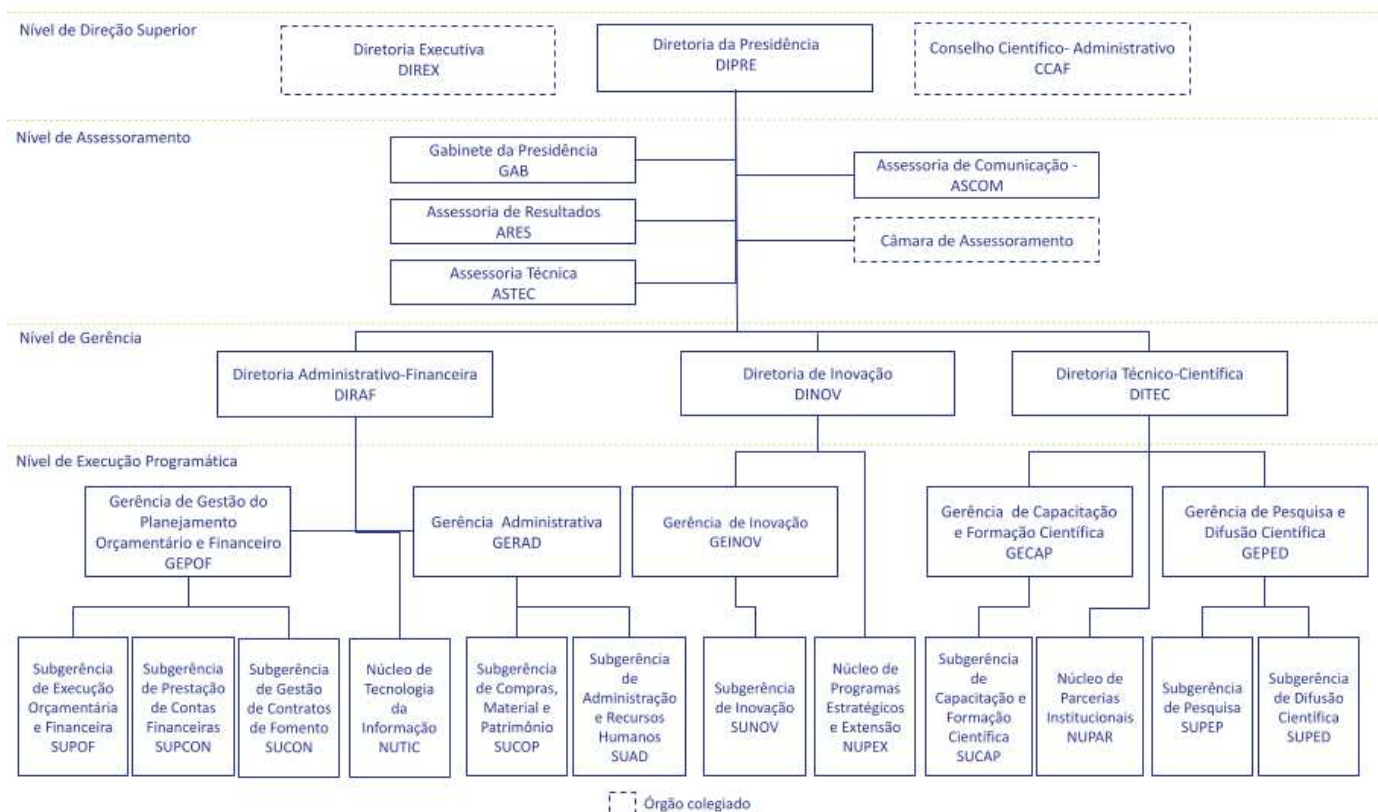 Nível de Direção Superior
Diretoria Executiva
DIREX
Diretoria da Presidência
DIPRE
Conselho Científico- Administrativo
CCAF
Nível de Assessoramento
Gabinete da Presidência
GAB
Assessoria de Comunicação -
ASCOM
Assessoria de Resultados
ARES
Câmara de Assessoramento
Assessoria Técnica
ASTEC
Nível de Gerência
Diretoria Administrativo-Financeira
DIRAF
Diretoria de Inovação
DINOV
Diretoria Técnico-Científica
DITEC
Nível de Execução Programática
Gerência de Gestão do
Planejamento
Orçamentário e Financeiro
GEPOF
Gerência Administrativa
GERAD
Gerência de Inovação
GEINOV
Gerência de Capacitação
e Formação Científica
GECAP
Gerência de Pesquisa e
Difusão Científica
GEPED
Subgerência
de Execução
Orçamentária
e Financeira
SUPOF
Subgerência
de Prestação
de Contas
Financeiras
SUPCON
Subgerência
de Gestão
de Contratos
de Fomento
SUCON
Núcleo de
Tecnologia
da
Informação
NUTIC
Subgerência
de Compras,
Material e
Patrimônio
SUCOP
Subgerência
de
Administração
e Recursos
Humanos
SUAD
Subgerência
de Inovação
SUNOV
Núcleo de
Programas
Estratégicos
e Extensão
NUPEX
Subgerência
de
Capacitação e
Formação
Científica
SUCAP
Núcleo de
Parcerias
Institucionais
NUPAR
Subgerência
de Pesquisa
SUPEP
Subgerência
de Difusão
Científica
SUPED
Órgão colegiado